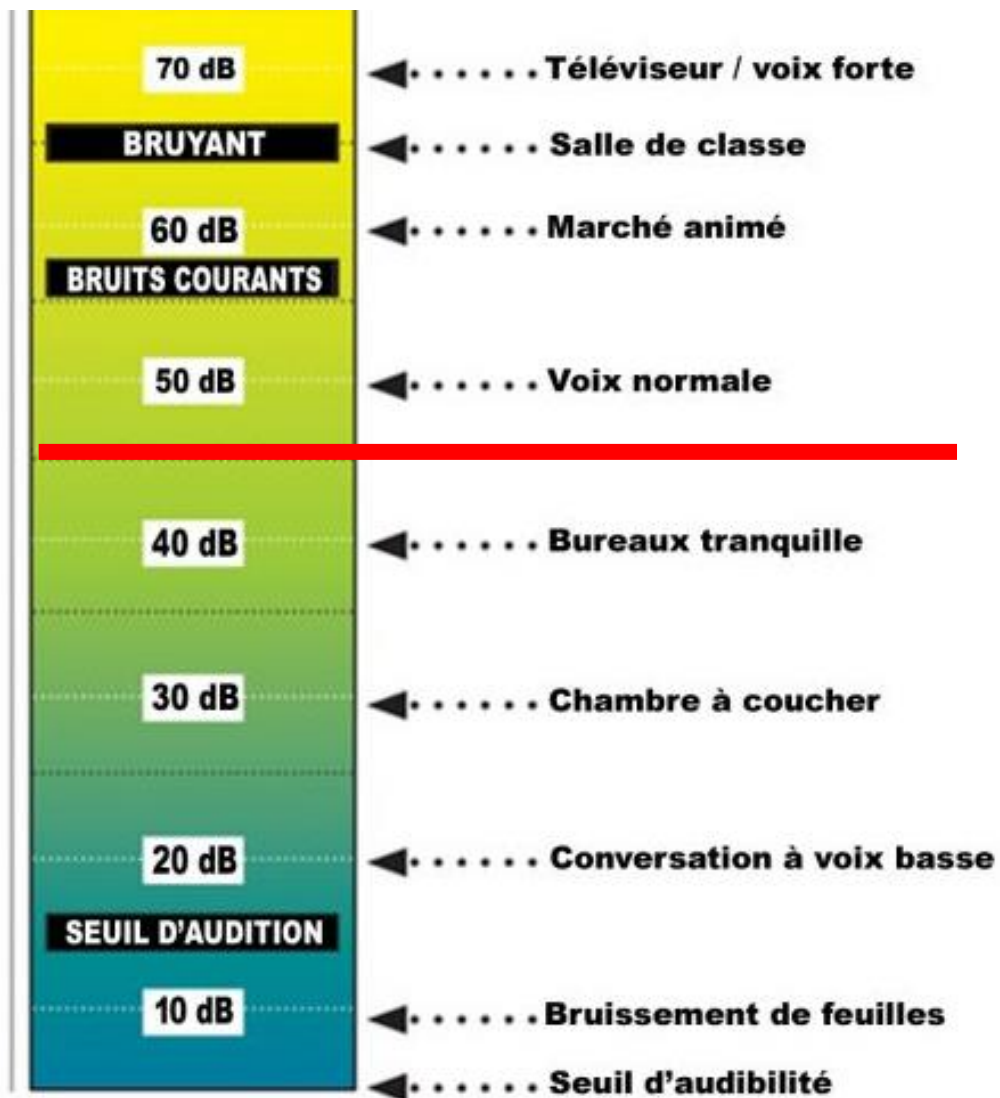 70 dB Téléviseur / voix forte
BRUYANT Salle de classe
60 dB Marché animé
BRUITS COURANTS
50 dB Voix normale
40 dB Bureaux tranquille
30 dB Chambre à coucher
20 dB Conversation à voix basse
SEUIL D'AUDITION
10 dB Bruissement de feuilles
Seuil d'audibilité